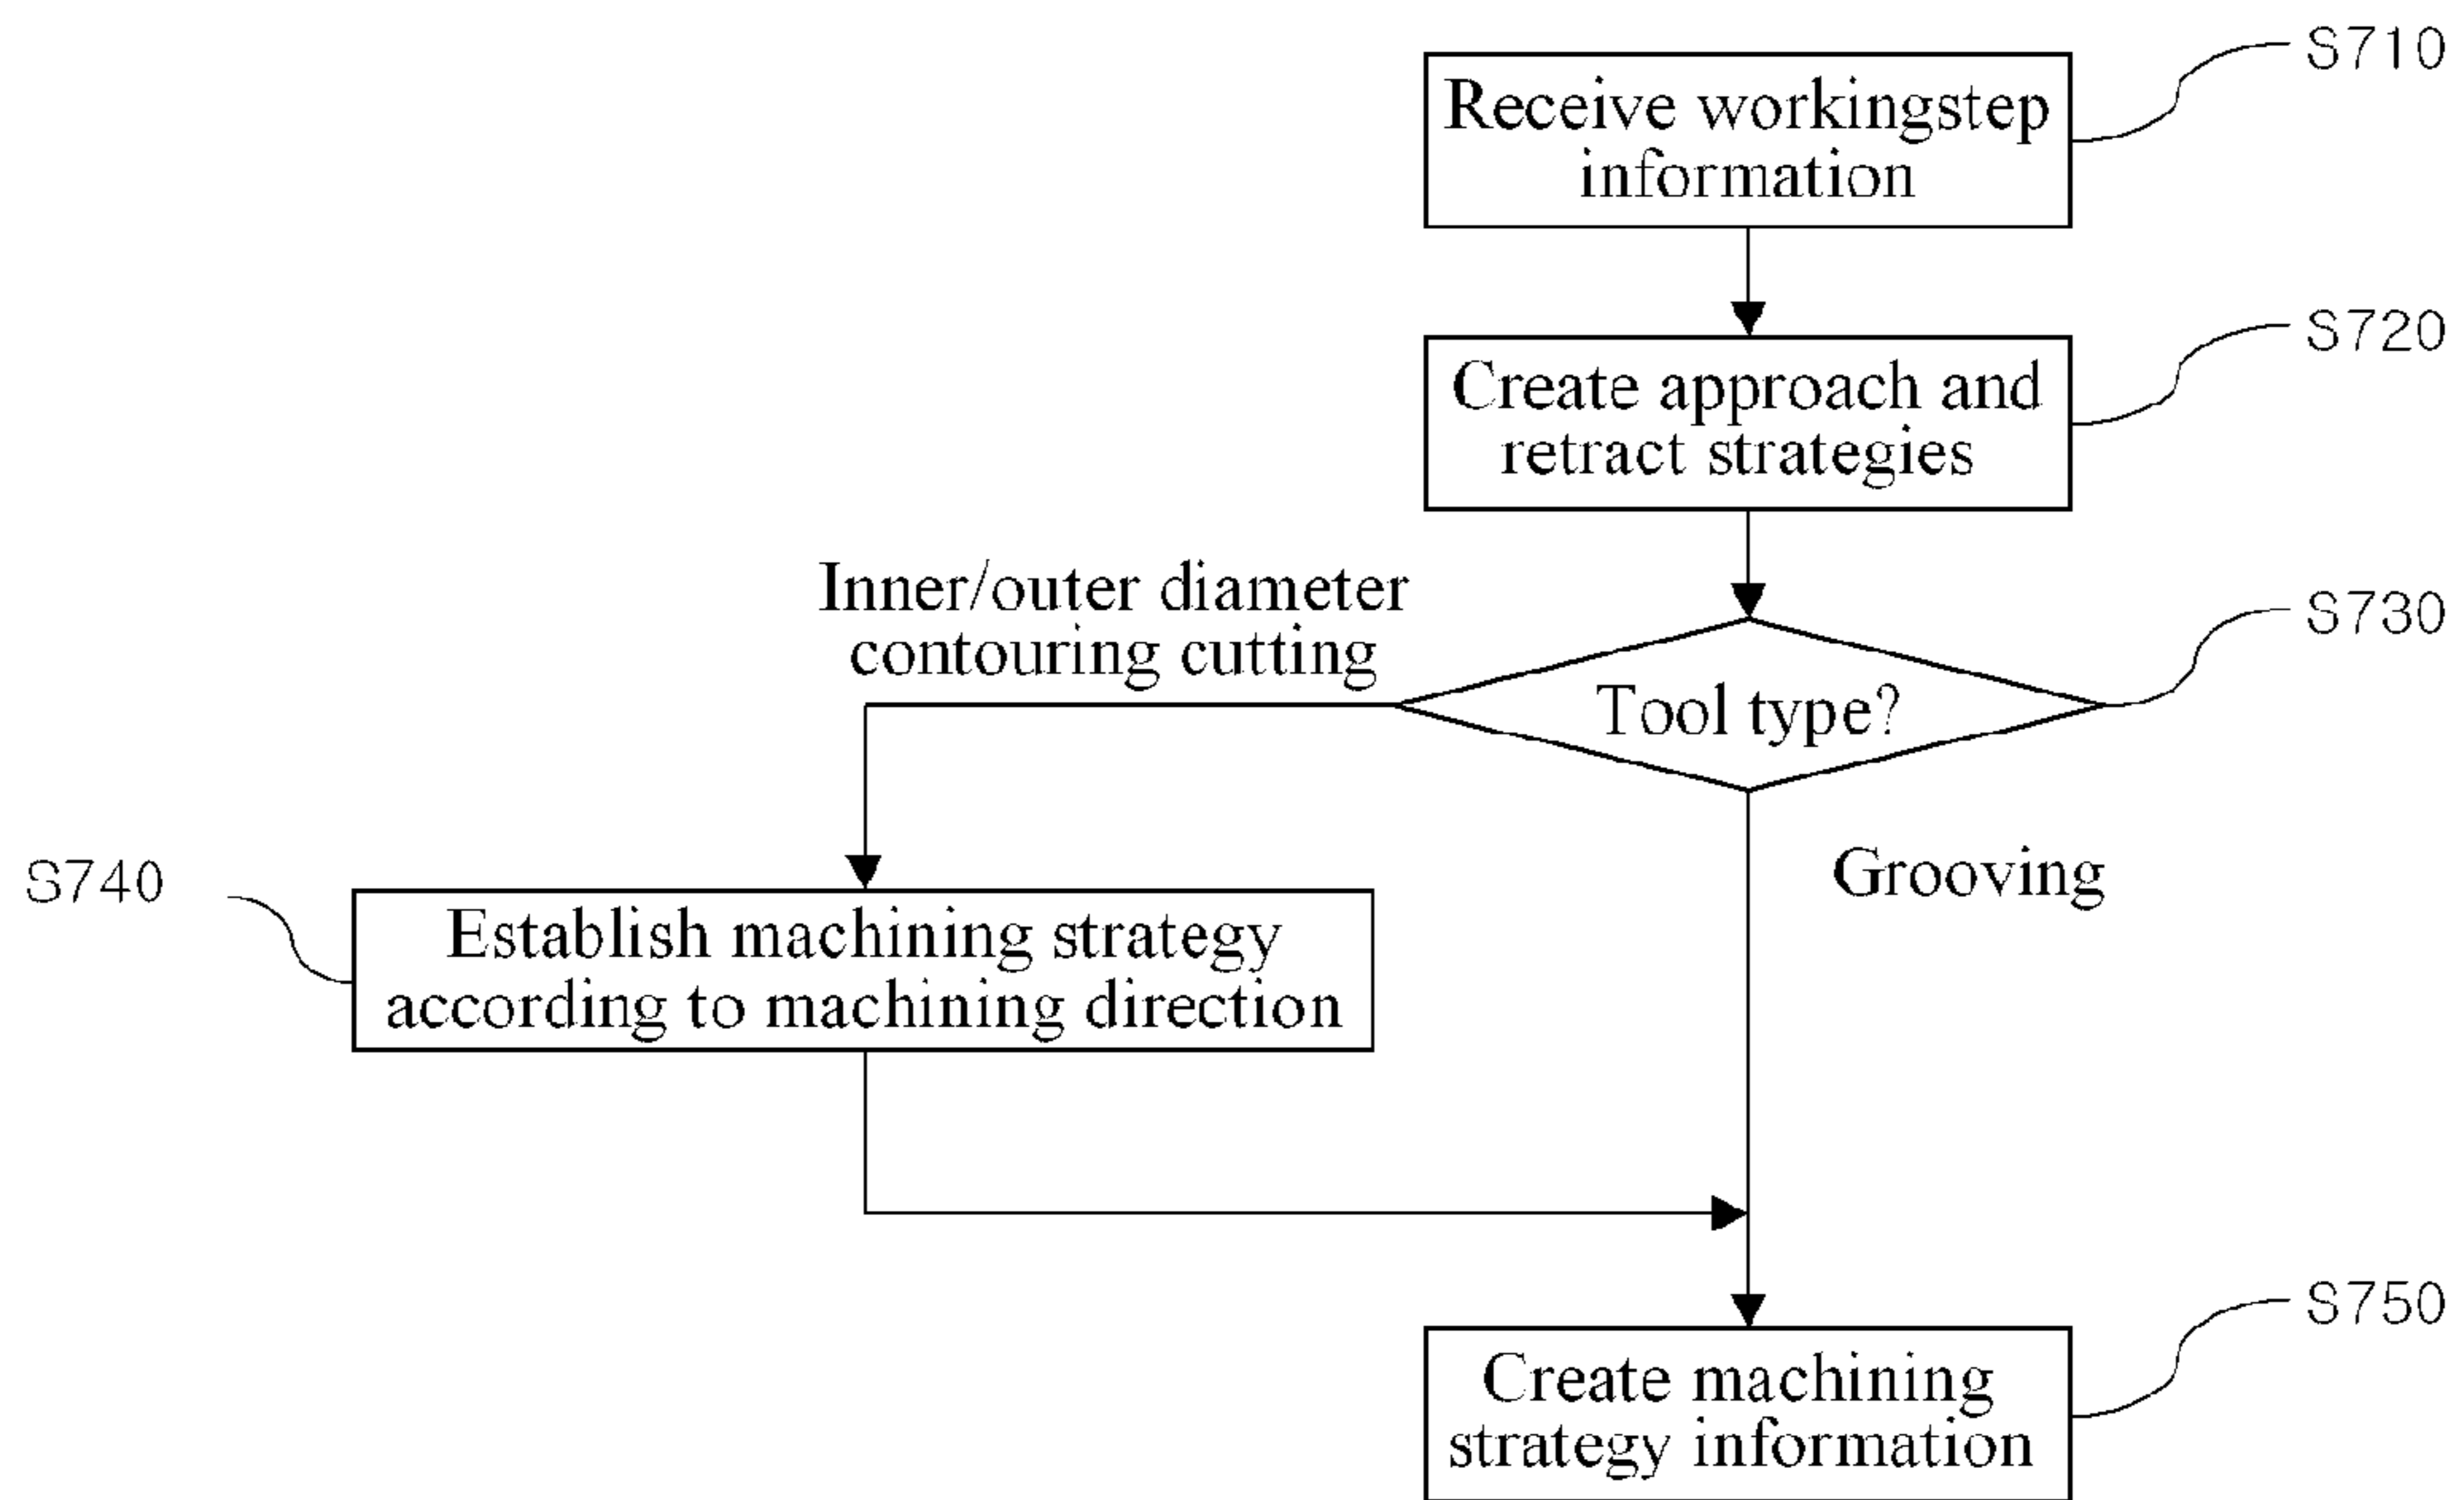 S710
Receive workingstep
information
S720
Create approach and
retract strategies
Inner/outer diameter
contouring cutting
S730
Tool type?
Grooving
S740
Establish machining strategy
according to machining direction
S750
Create machining
strategy information